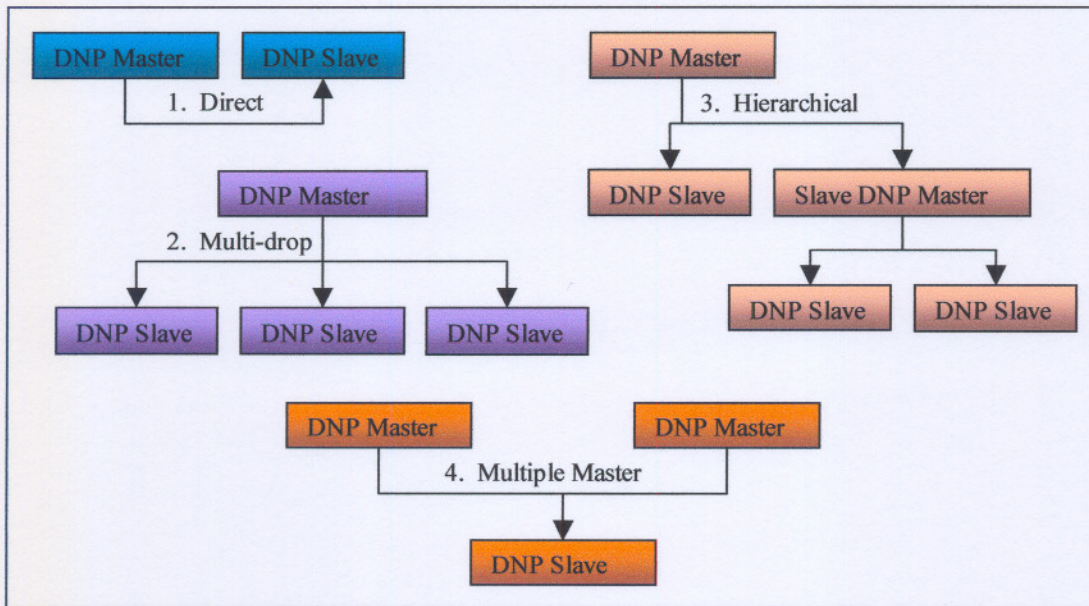 DNP Master
DNP Slave
1. Direct
DNP Master
2. Multi-drop
DNP Slave
DNP Slave
DNP Slave
DNP Master
3. Hierarchical
DNP Slave
Slave DNP Master
DNP Slave
DNP Slave
DNP Master
DNP Master
4. Multiple Master
DNP Slave